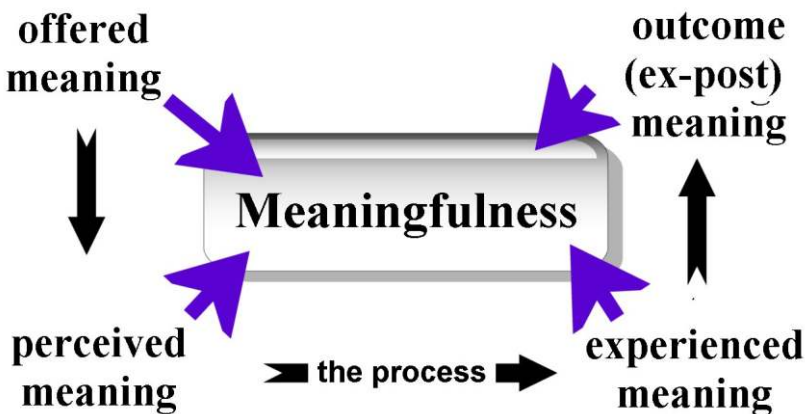 offered
meaning
outcome
(ex-post)
meaning
Meaningfulness
perceived
meaning
the process
experienced
meaning